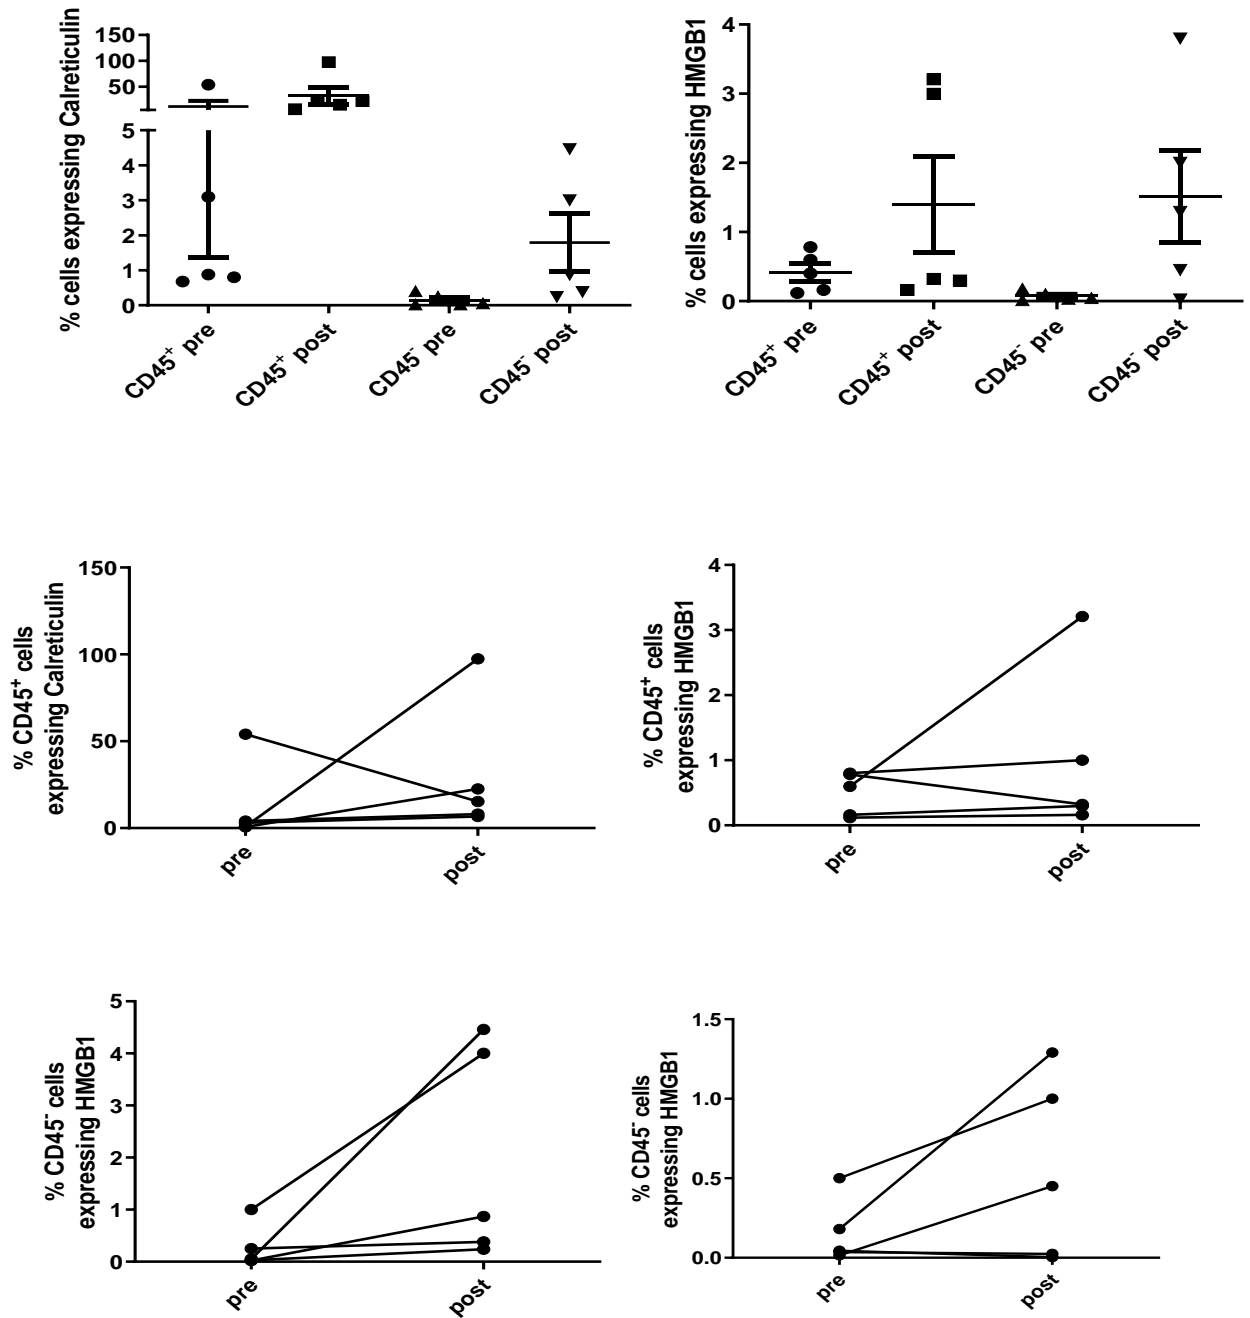 % cells expressing Calreticulin
150
100
50
5
4
3
2
1
0
CD45⁺ pre
CD45⁺ post
CD45⁻ pre
CD45⁻ post
% cells expressing HMGB1
4
3
2
1
0
CD45⁺ pre
CD45⁺ post
CD45⁻ pre
CD45⁻ post
% CD45⁺ cells
expressing Calreticulin
150
100
50
0
pre
post
% CD45⁺ cells
expressing HMGB1
4
3
2
1
0
pre
post
% CD45⁻ cells
expressing HMGB1
5
4
3
2
1
0
pre
post
% CD45⁻ cells
expressing HMGB1
1.5
1.0
0.5
0.0
pre
post